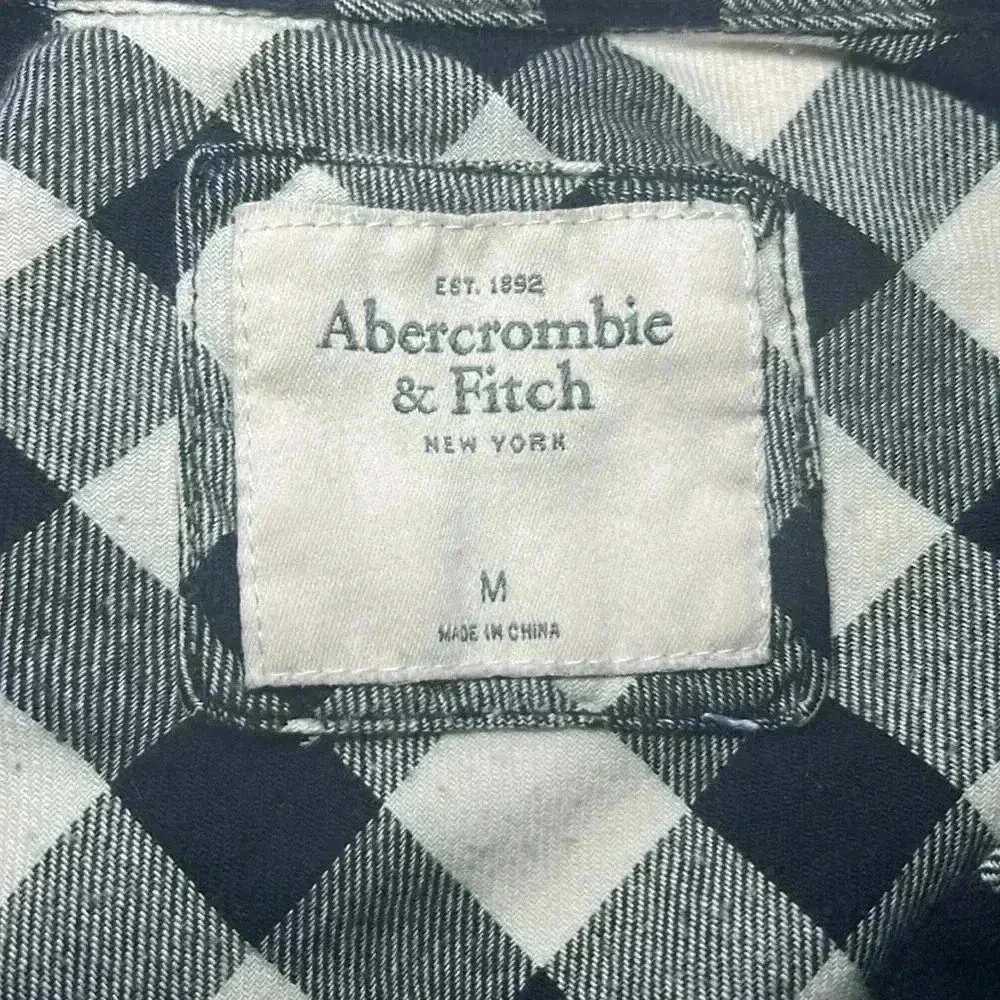 EST. 1892
Abercrombie
& Fitch
NEW YORK
M
MADE IN CHINA